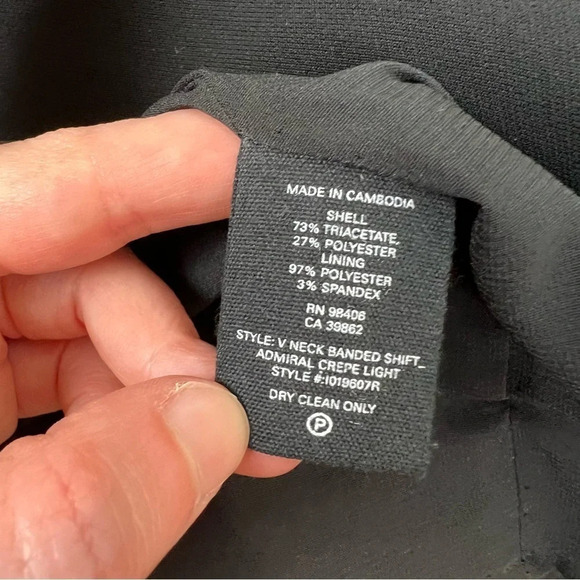 MADE IN CAMBODIA
SHELL
73% TRIACETATE
27% POLYESTER
LINING
97% POLYESTER
3% SPANDEX
RN 98406
CA 39862
STYLE: V NECK BANDED SHIFT_
ADMIRAL CREPE LIGHT
STYLE #:I019607R
DRY CLEAN ONLY
P